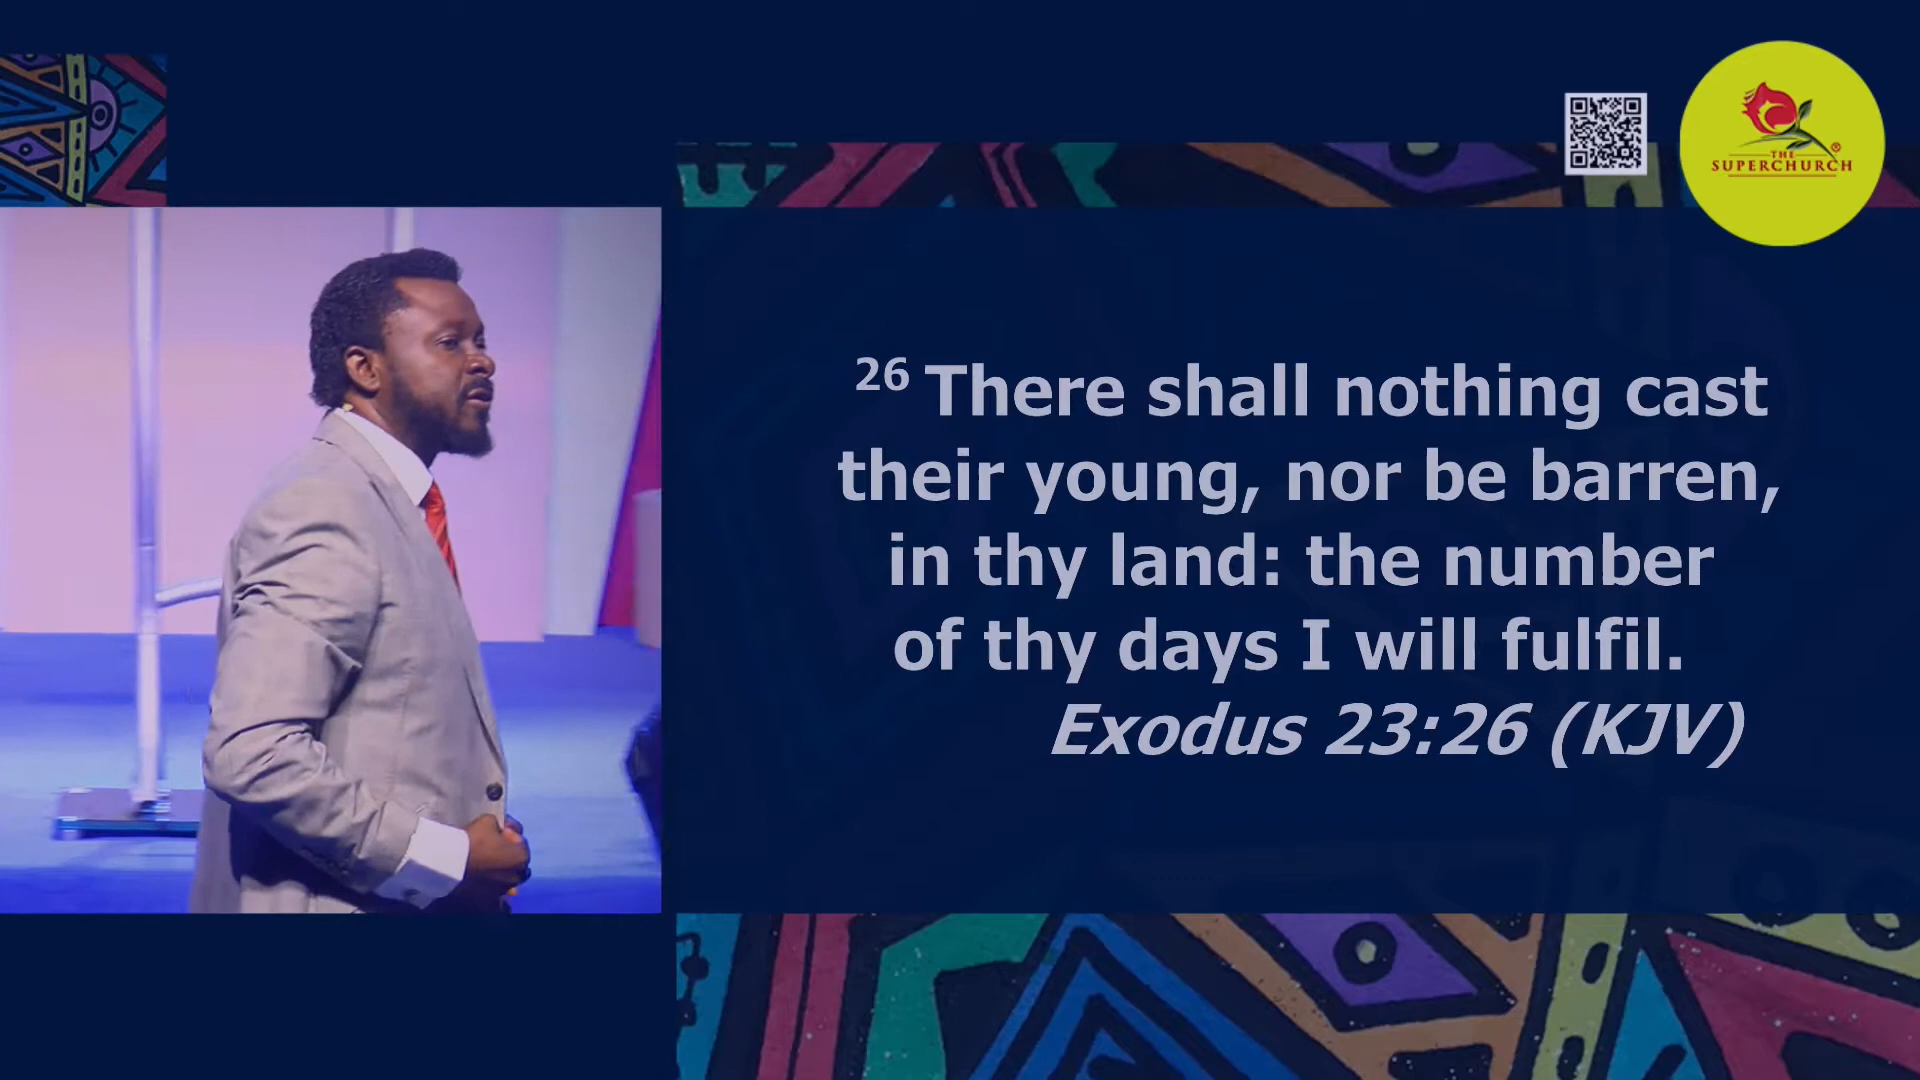 THE
SUPERCHURCH
®
26 There shall nothing cast
their young, nor be barren,
in thy land: the number
of thy days I will fulfil.
Exodus 23:26 (KJV)